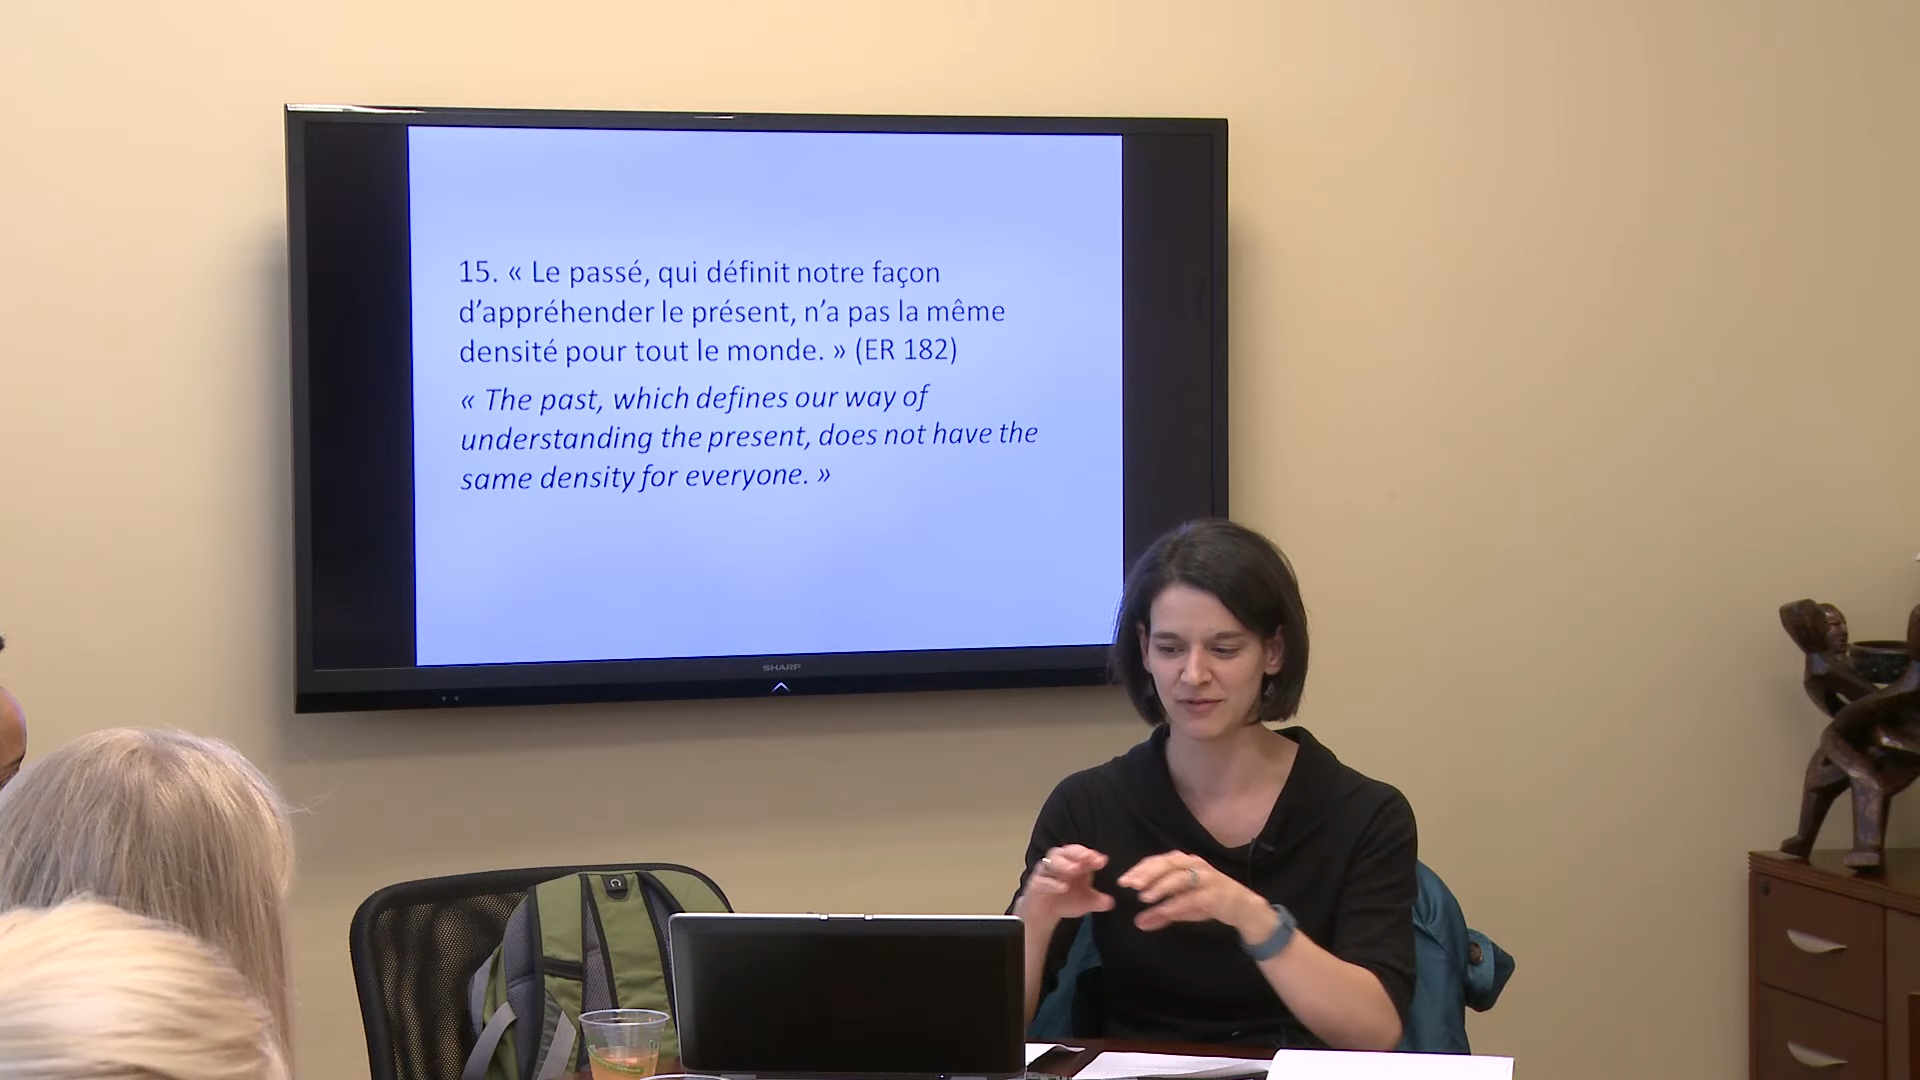 15. « Le passé, qui définit notre façon
d’appréhender le présent, n’a pas la même
densité pour tout le monde. » (ER 182)
« The past, which defines our way of
understanding the present, does not have the
same density for everyone. »
SHARP